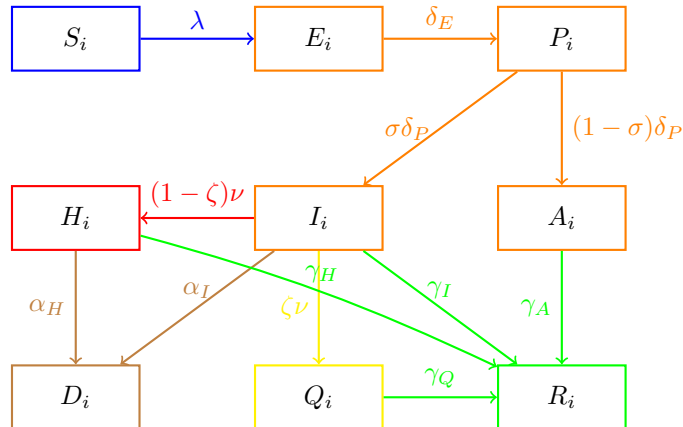 λ δ_E
S_i E_i P_i
σδ_P (1 − σ)δ_P
(1 − ζ)ν
H_i I_i A_i
γ_H
α_H α_I ζν γ_I γ_A
γ_Q
D_i Q_i R_i